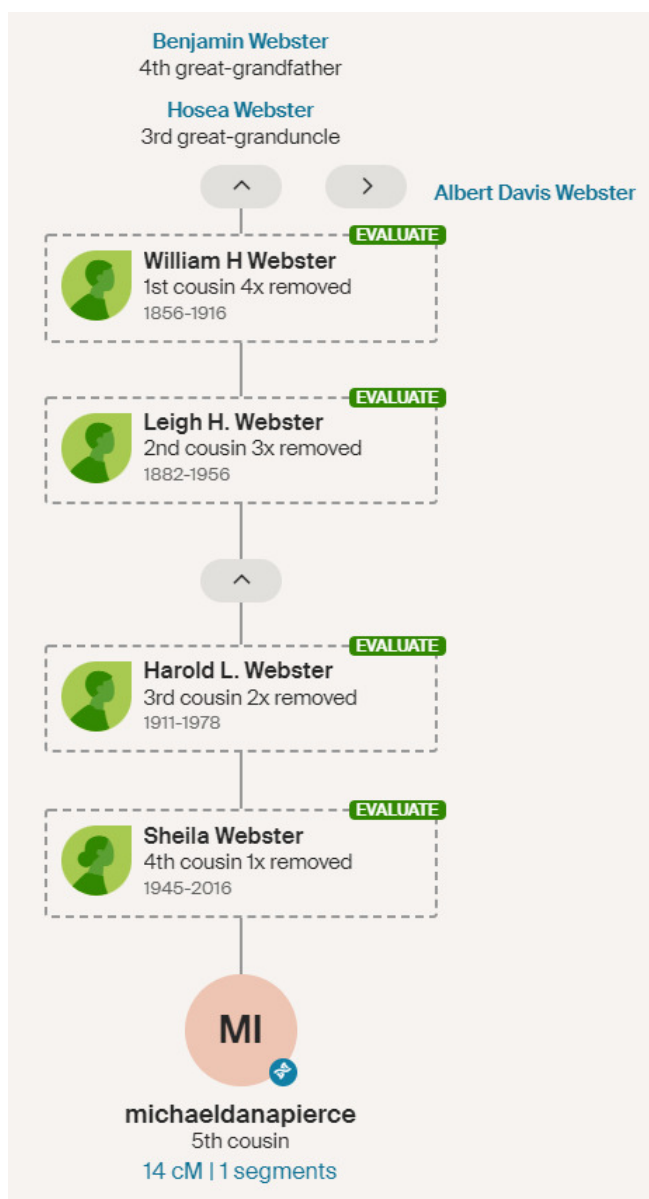 Benjamin Webster
4th great-grandfather
Hosea Webster
3rd great-granduncle
Albert Davis Webster
EVALUATE
William H Webster
1st cousin 4x removed
1856-1916
EVALUATE
Leigh H. Webster
2nd cousin 3x removed
1882-1956
EVALUATE
Harold L. Webster
3rd cousin 2x removed
1911-1978
EVALUATE
Sheila Webster
4th cousin 1x removed
1945-2016
MI
michaeldanapierce
5th cousin
14 cM | 1 segments